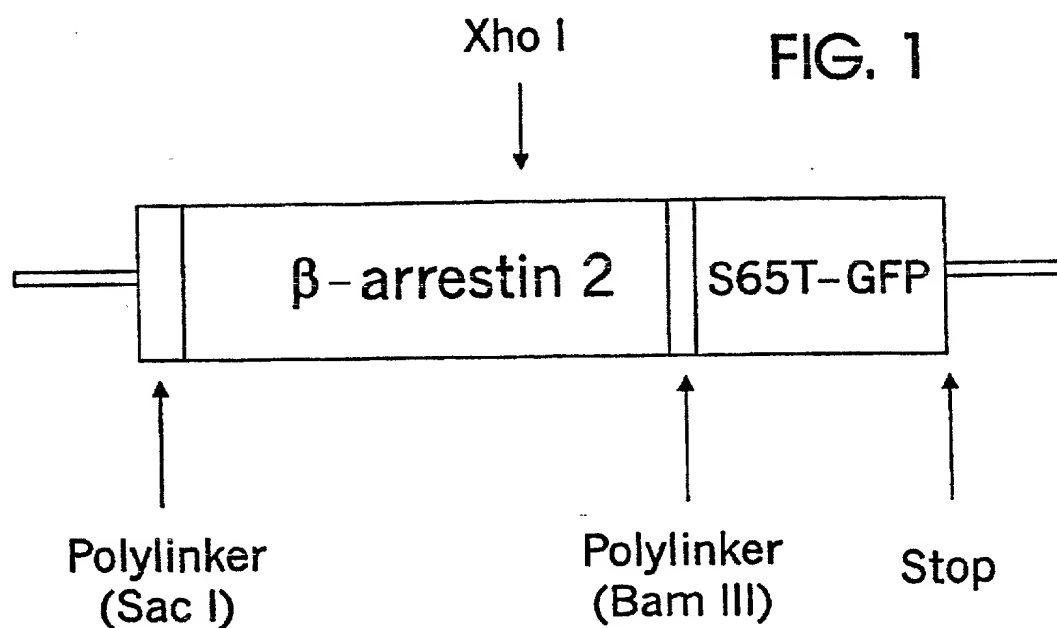 Xho I
FIG. 1
β-arrestin 2
S65T-GFP
Polylinker
(Sac I)
Polylinker
(Bam III)
Stop